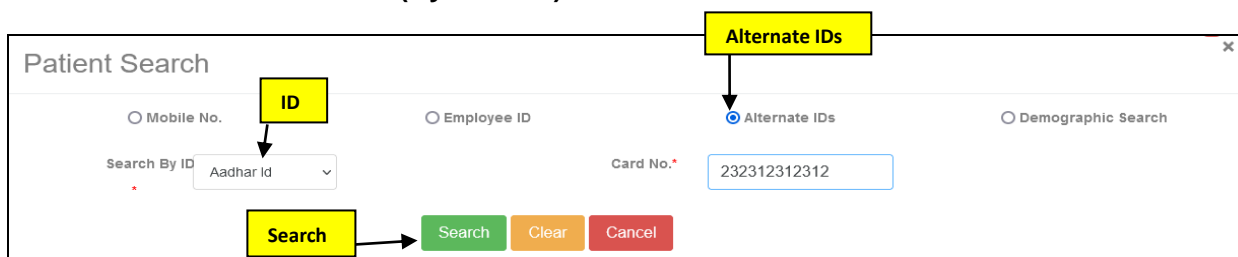 Alternate IDs
Patient Search
×
ID
Mobile No.
Employee ID
Alternate IDs
Demographic Search
Search By ID
*
Aadhar Id
Card No.*
232312312312
Search
Search
Clear
Cancel